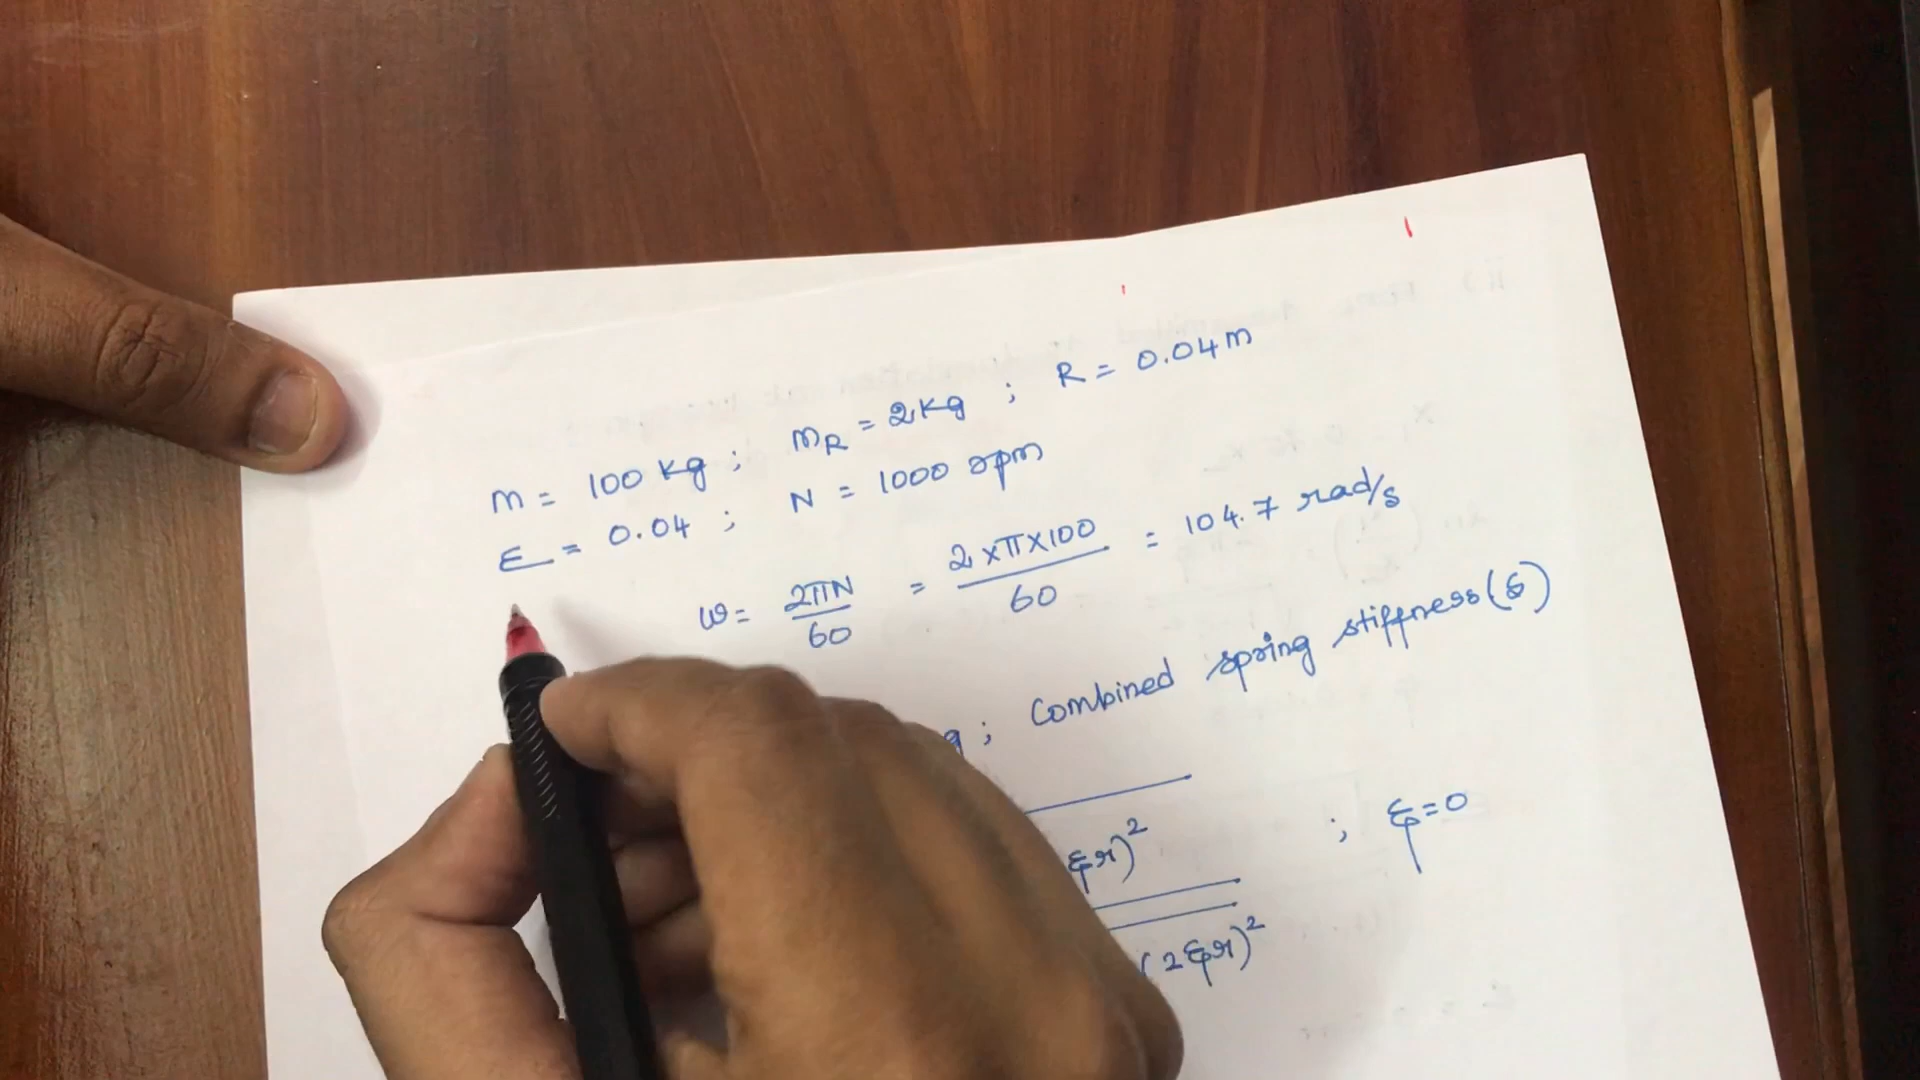 m = 100 kg ; mR = 2kg ; R = 0.04m
ε = 0.04 ; N = 1000 rpm
ω = 2πN/60 = 2×π×100/60 = 104.7 rad/s
; Combined spring stiffness(s)
ξr)² ; ξ=0
(2ξr)²